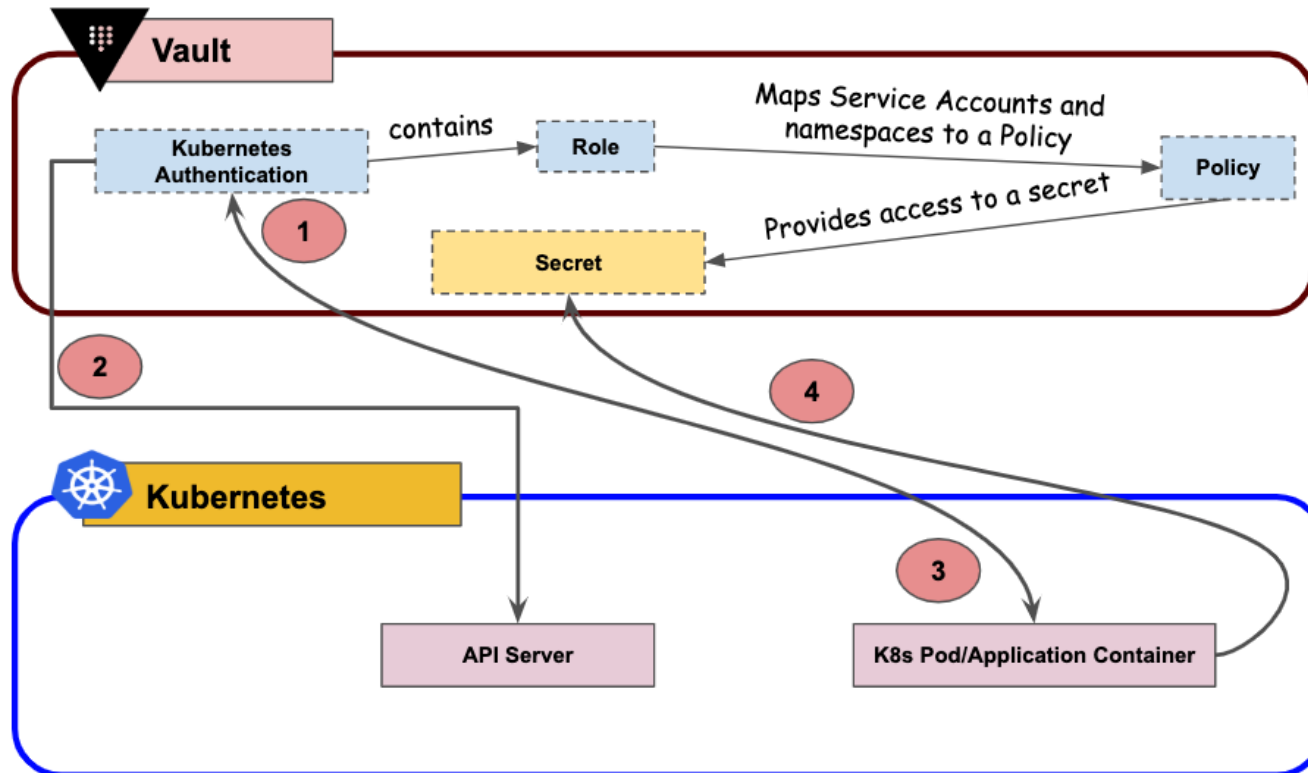 Vault
Kubernetes
Authentication
contains
Role
Maps Service Accounts and
namespaces to a Policy
Policy
1
Provides access to a secret
Secret
2
4
Kubernetes
3
API Server
K8s Pod/Application Container